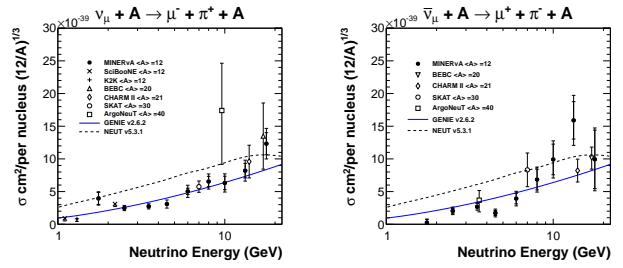 ν_μ + A → μ⁻ + π⁺ + A
×10⁻³⁹
σ cm²/per nucleus (12/A)^1/3
30
25
20
15
10
5
0
MINERvA <A> =12
SciBooNE <A> =12
K2K <A> =12
BEBC <A> =20
CHARM II <A> =21
SKAT <A> =30
ArgoNeuT <A> =40
GENIE v2.6.2
NEUT v5.3.1
1
10
Neutrino Energy (GeV)
ν̅_μ + A → μ⁺ + π⁻ + A
×10⁻³⁹
σ cm²/per nucleus (12/A)^1/3
30
25
20
15
10
5
0
MINERvA <A> =12
BEBC <A> =20
CHARM II <A> =21
SKAT <A> =30
ArgoNeuT <A> =40
GENIE v2.6.2
NEUT v5.3.1
1
10
Neutrino Energy (GeV)